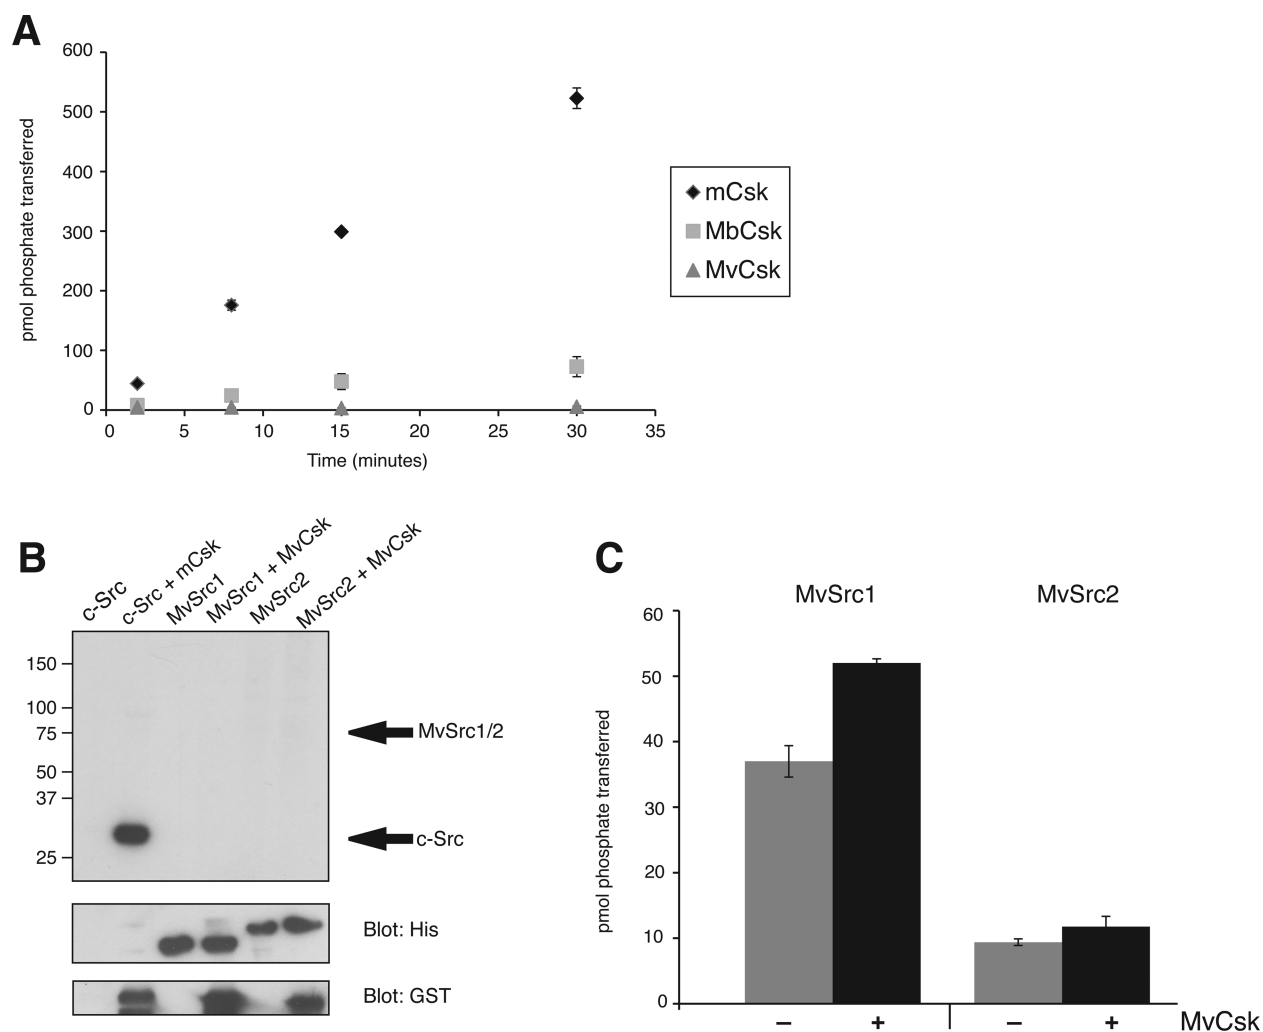 A
600
500
400
300
200
100
0
pmol phosphate transferred
0 5 10 15 20 25 30 35
Time (minutes)
mCsk
MbCsk
MvCsk
B
c-Src
c-Src + mCsk
MvSrc1
MvSrc1 + MvCsk
MvSrc2
MvSrc2 + MvCsk
150
100
75
50
37
25
MvSrc1/2
c-Src
Blot: His
Blot: GST
C
MvSrc1 MvSrc2
60
50
40
30
20
10
0
pmol phosphate transferred
– + – + MvCsk